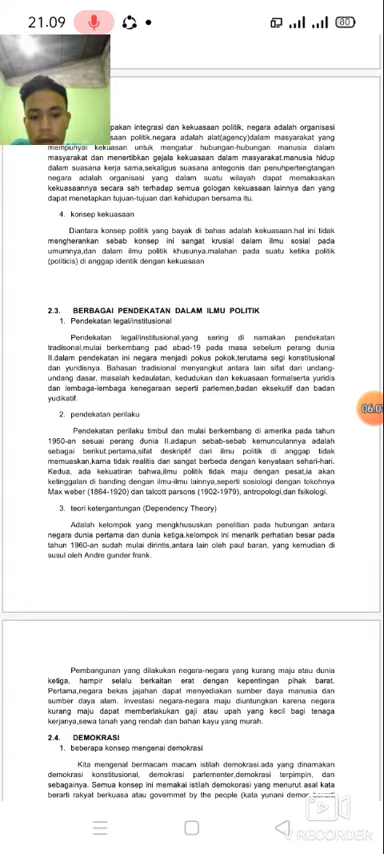 21.09
80
pakan integrasi dan kekuasaan politik, negara adalah organisasi
saan politik.negara adalah alat(agency)dalam masyarakat yang
mempunyai kekuasan untuk mengatur hubungan-hubungan manusia dalam
masyarakat dan menertibkan gejala kekuasaan dalam masyarakat.manusia hidup
dalam suasana kerja sama,sekaligus suasana antegonis dan penuhpertengtangan
negara adalah organisasi yang dalam suatu wilayah dapat memaksakan
kekuasaannya secara sah terhadap semua gologan kekuasaan lainnya dan yang
dapat menetapkan tujuan-tujuan dari kehidupan bersama itu.
4. konsep kekuasaan
Diantara konsep politik yang bayak di bahas adalah kekuasaan.hal ini tidak
mengherankan sebab konsep ini sangat krusial dalam ilmu sosial pada
umumnya,dan dalam ilmu politik khusunya.malahan pada suatu ketika politik
(politicis) di anggap identik dengan kekuasaan
2.3. BERBAGAI PENDEKATAN DALAM ILMU POLITIK
1. Pendekatan legal/institusional
Pendekatan legal/institusional,yang sering di namakan pendekatan
tradisonal,mulai berkembang pad abad-19 pada masa sebelum perang dunia
II.dalam pendekatan ini negara menjadi pokus pokok,terutama segi konstitusional
dan yuridisnya. Bahasan tradisional menyangkut antara lain sifat dari undang-
undang dasar, masalah kedaulatan, kedudukan dan kekuasaan formalserta yuridis
dan lembaga-lembaga kenegaraan seperti parlemen,badan eksekutif dan badan
yudikatif.
06:0
2. pendekatan perilaku
Pendekatan perilaku timbul dan mulai berkembang di amerika pada tahun
1950-an sesuai perang dunia II.adapun sebab-sebab kemunculannya adalah
sebagai berikut.pertama,sifat deskriptif dari ilmu politik di anggap tidak
memuaskan,karna tidak realitis dan sangat berbeda dengan kenyataan sehari-hari.
Kedua, ada kekuatiran bahwa,ilmu politik tidak maju dengan pesat,ia akan
ketinggalan di banding dengan ilmu-ilmu lainnya,seperti sosiologi dengan tokohnya
Max weber (1864-1920) dan talcott parsons (1902-1979), antropologi,dan fsikologi.
3. teori ketergantungan (Dependency Theory)
Adalah kelompok yang mengkhususkan penelitian pada hubungan antara
negara dunia pertama dan dunia ketiga.kelompok ini menarik perhatian besar pada
tahun 1960-an sudah mulai dirintis,antara lain oleh paul baran, yang kemudian di
susul oleh Andre gunder frank.
Pembangunan yang dilakukan negara-negara yang kurang maju atau dunia
ketiga, hampir selalu berkaitan erat dengan kepentingan pihak barat.
Pertama,negara bekas jajahan dapat menyediakan sumber daya manusia dan
sumber daya alam. Investasi negara-negara maju diuntungkan karena negara
kurang maju dapat memberlakukan gaji atau upah yang kecil bagi tenaga
kerjanya,sewa tanah yang rendah dan bahan kayu yang murah.
2.4. DEMOKRASI
1. beberapa konsep mengenai demokrasi
Kita mengenal bermacam macam istilah demokrasi.ada yang dinamakan
demokrasi konstitusional, demokrasi parlementer,demokrasi terpimpin, dan
sebagainya. Semua konsep ini memakai istilah demokrasi yang menurut asal kata
berarti rakyat berkuasa atau governmet by the people (kata yunani demos berarti
RECORDER